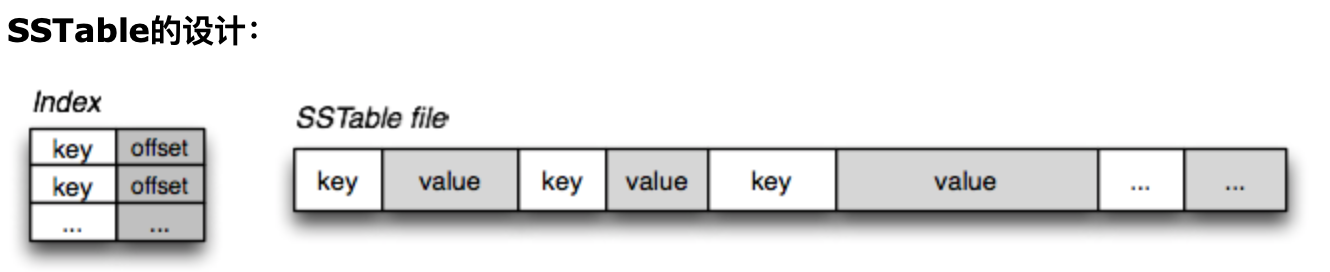 SSTable的设计：
Index
key offset
key offset
... ...
SSTable file
key value key value key value ... ...